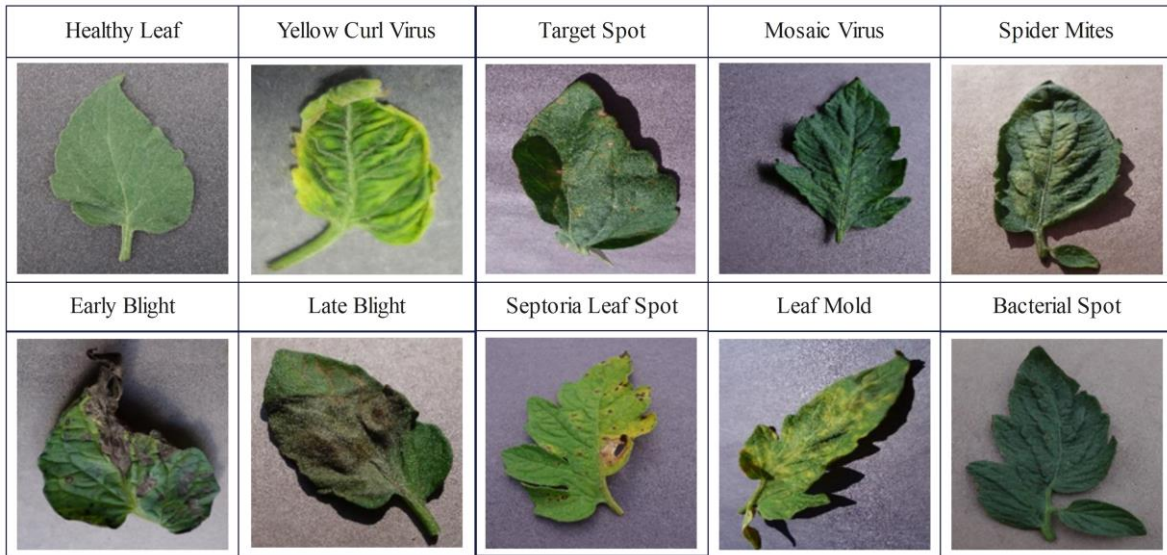 Healthy Leaf
Yellow Curl Virus
Target Spot
Mosaic Virus
Spider Mites
Early Blight
Late Blight
Septoria Leaf Spot
Leaf Mold
Bacterial Spot